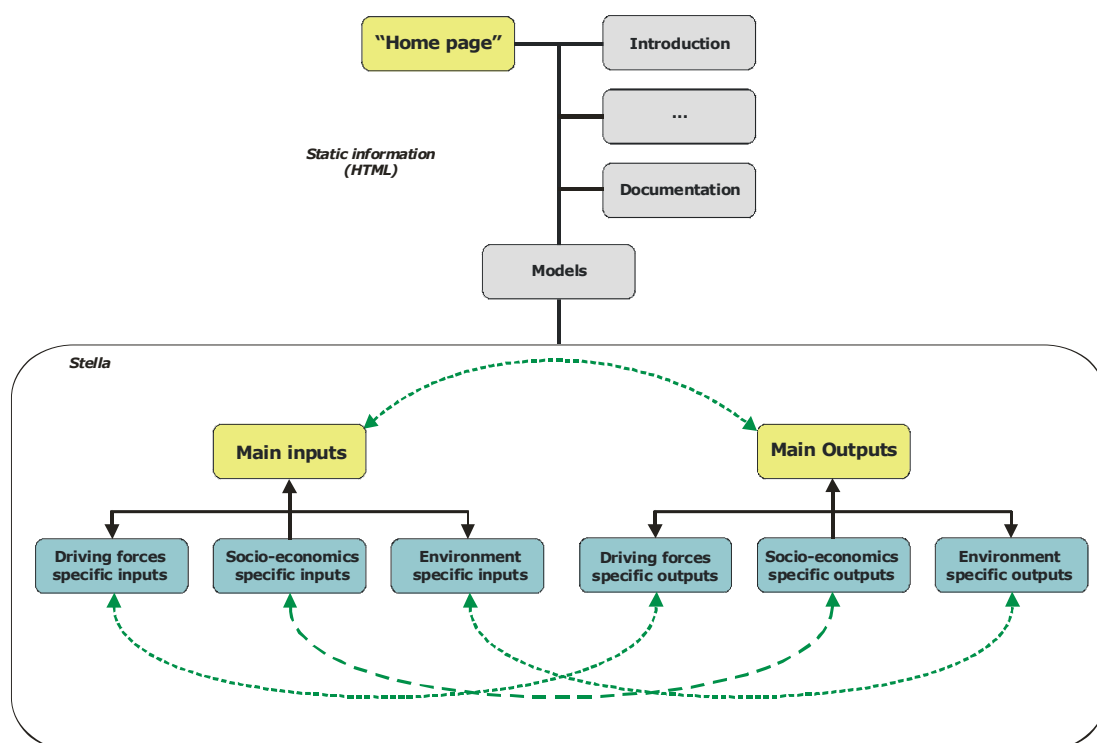 “Home page”
Introduction
...
Static information
(HTML)
Documentation
Models
Stella
Main inputs
Main Outputs
Driving forces
specific inputs
Socio-economics
specific inputs
Environment
specific inputs
Driving forces
specific outputs
Socio-economics
specific outputs
Environment
specific outputs